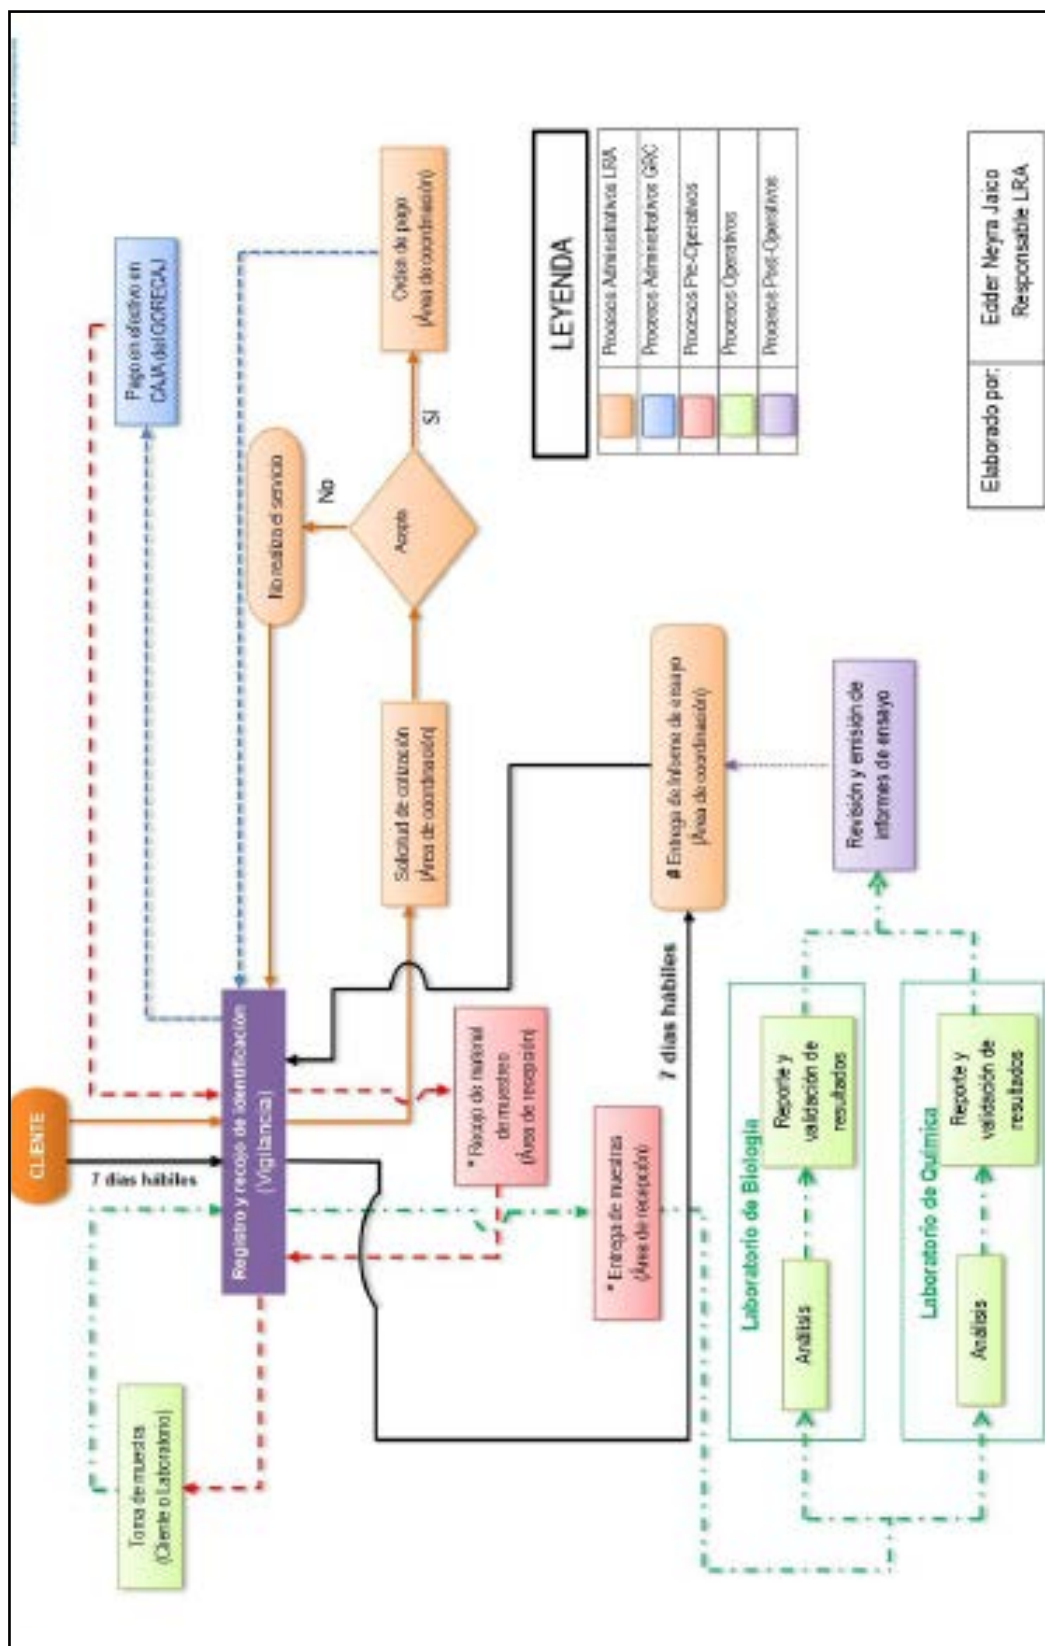 CLIENTE
7 días hábiles
Registro y recojo de identificación
(Vigilancia)
Toma de muestra
(Cliente o Laboratorio)
Pago en efectivo en
CAJA del GORECAJ
No realiza el servicio
No
Acepta
Sí
Orden de pago
(Área de coordinación)
Solicitud de cotización
(Área de coordinación)
* Recojo de material
de muestreo
(Área de recepción)
* Entrega de muestras
(Área de recepción)
7 días hábiles
# Entrega de Informe de ensayo
(Área de coordinación)
Revisión y emisión de
informes de ensayo
Laboratorio de Biología
Análisis
Reporte y
validación de
resultados
Laboratorio de Química
Análisis
Reporte y
validación de
resultados
LEYENDA
Procesos Administrativos LRA
Procesos Administrativos GRC
Procesos Pre-Operativos
Procesos Operativos
Procesos Post-Operativos
Elaborado por:
Edder Neyra Jaico
Responsable LRA